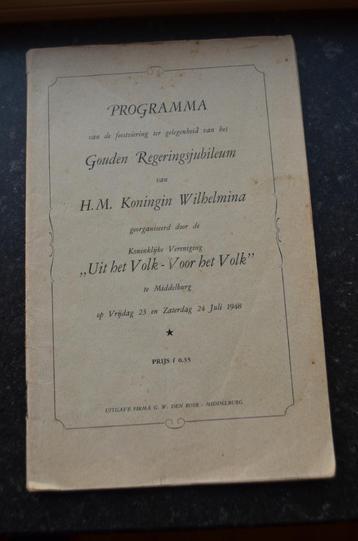 PROGRAMMA
van de feestviering ter gelegenheid van het
Gouden Regeringsjubileum
van
H.M. Koningin Wilhelmina
georganiseerd door de
Koninklijke Vereniging
„Uit het Volk - Voor het Volk”
te Middelburg
op Vrijdag 23 en Zaterdag 24 Juli 1948
★
PRIJS f 0.35
UITGAVE FIRMA G. W. DEN BOER - MIDDELBURG